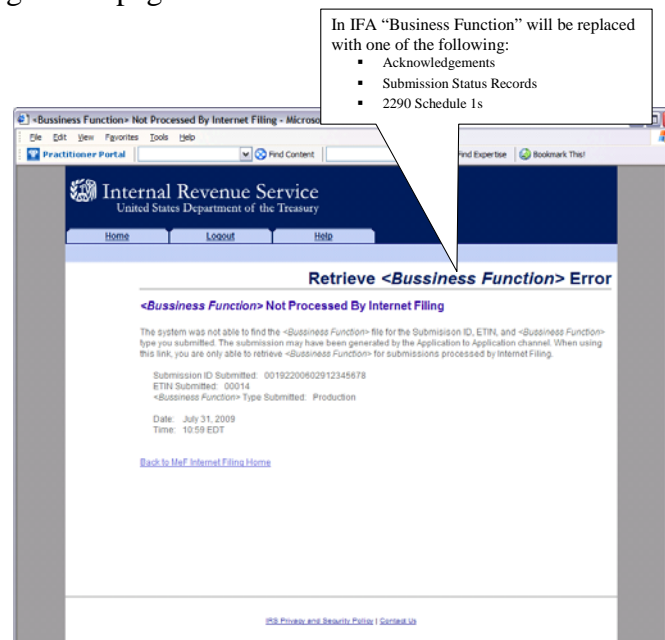 In IFA “Business Function” will be replaced
with one of the following:
▪ Acknowledgements
▪ Submission Status Records
▪ 2290 Schedule 1s
<Bussiness Function> Not Processed By Internet Filing - Microso
File Edit View Favorites Tools Help
Practitioner Portal Find Content Find Expertise Bookmark This!
Internal Revenue Service
United States Department of the Treasury
Home Logout Help
Retrieve <Bussiness Function> Error
<Bussiness Function> Not Processed By Internet Filing
The system was not able to find the <Bussiness Function> file for the Submisison ID, ETIN, and <Bussiness Function>
type you submitted. The submission may have been generated by the Application to Application channel. When using
this link, you are only able to retrieve <Bussiness Function> for submissions processed by Internet Filing.
Submission ID Submitted: 00192200602912345678
ETIN Submitted: 00014
<Bussiness Function> Type Submitted: Production
Date: July 31, 2009
Time: 10:59 EDT
Back to MeF Internet Filing Home
IRS Privacy and Security Policy | Contact Us